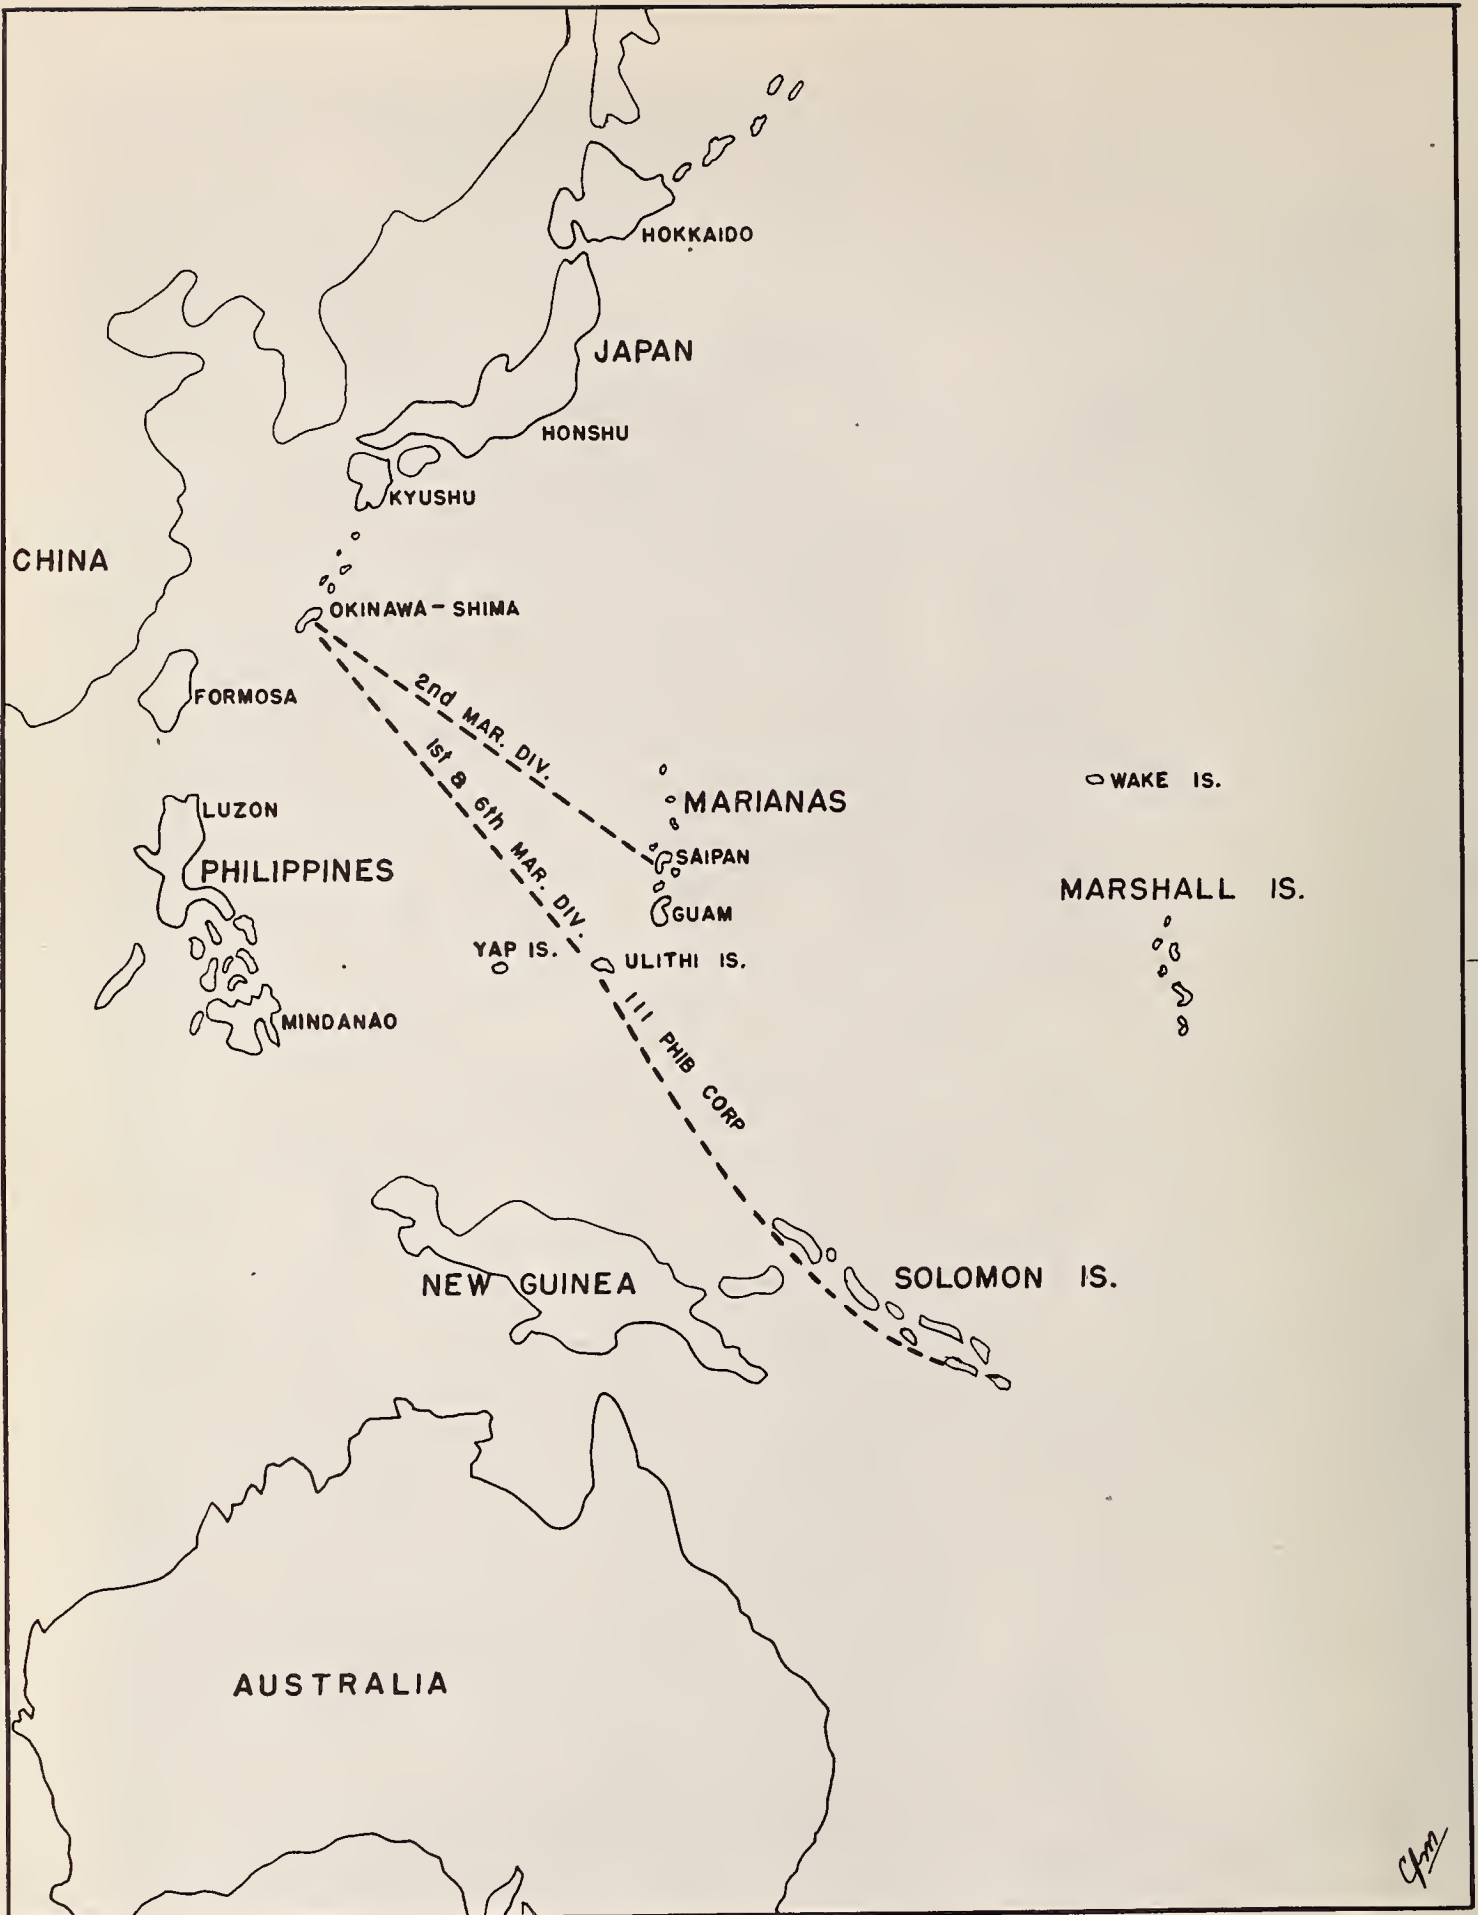 HOKKAIDO
JAPAN
HONSHU
KYUSHU
CHINA
OKINAWA-SHIMA
FORMOSA
2nd MAR. DIV.
1st & 6th MAR. DIV.
MARIANAS
WAKE IS.
LUZON
SAIPAN
PHILIPPINES
MARSHALL IS.
GUAM
YAP IS.
ULITHI IS.
MINDANAO
III PHIB CORP
NEW GUINEA
SOLOMON IS.
AUSTRALIA